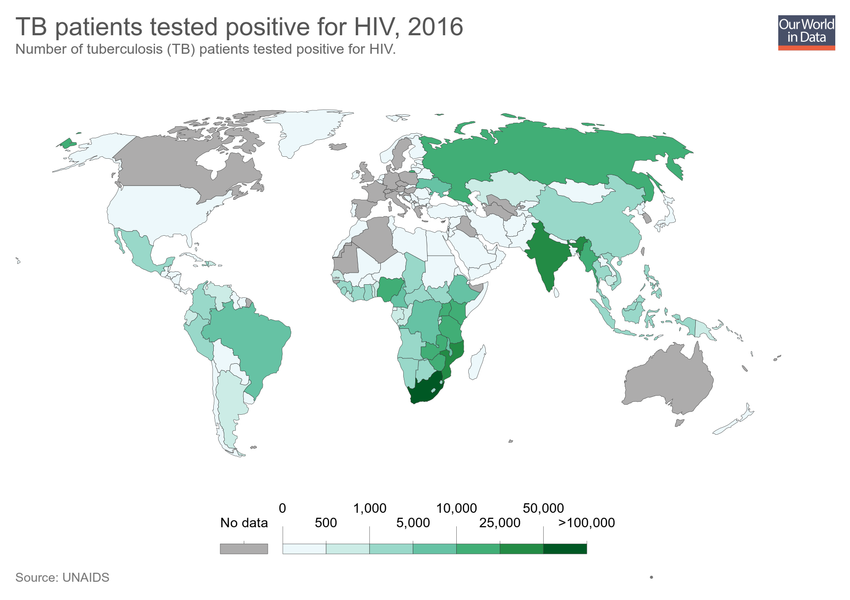 TB patients tested positive for HIV, 2016
Number of tuberculosis (TB) patients tested positive for HIV.
Our World
in Data
0 1,000 10,000 50,000
No data 500 5,000 25,000 >100,000
Source: UNAIDS